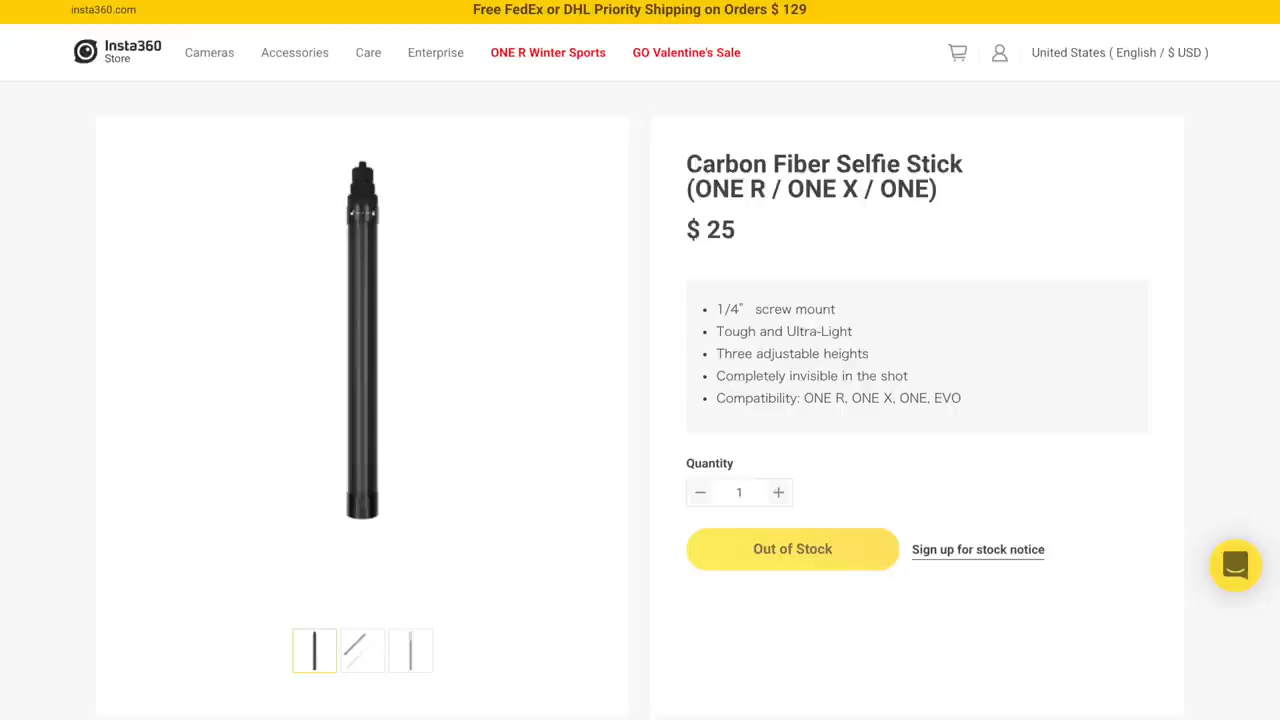 insta360.com
Free FedEx or DHL Priority Shipping on Orders $ 129
Insta360
Store
Cameras
Accessories
Care
Enterprise
ONE R Winter Sports
GO Valentine's Sale
United States ( English / $ USD )
Carbon Fiber Selfie Stick
(ONE R / ONE X / ONE)
$ 25
• 1/4” screw mount
• Tough and Ultra-Light
• Three adjustable heights
• Completely invisible in the shot
• Compatibility: ONE R, ONE X, ONE, EVO
Quantity
1
Out of Stock
Sign up for stock notice